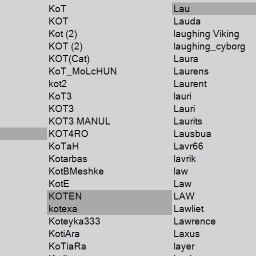 KoT
KOT
Kot (2)
KOT (2)
KOT(Cat)
KoT_MoLcHUN
kot2
KoT3
KOT3
KOT3 MANUL
KOT4RO
KoTaH
Kotarbas
KotBMeshke
KotE
KOTEN
kotexa
Koteyka333
KotiAra
KoTiaRa
Lau
Lauda
laughing Viking
laughing_cyborg
Laura
Laurens
Laurent
lauri
Lauri
Laurits
Lausbua
Lavr66
lavrik
law
Law
LAW
Lawliet
Lawrence
Laxus
layer